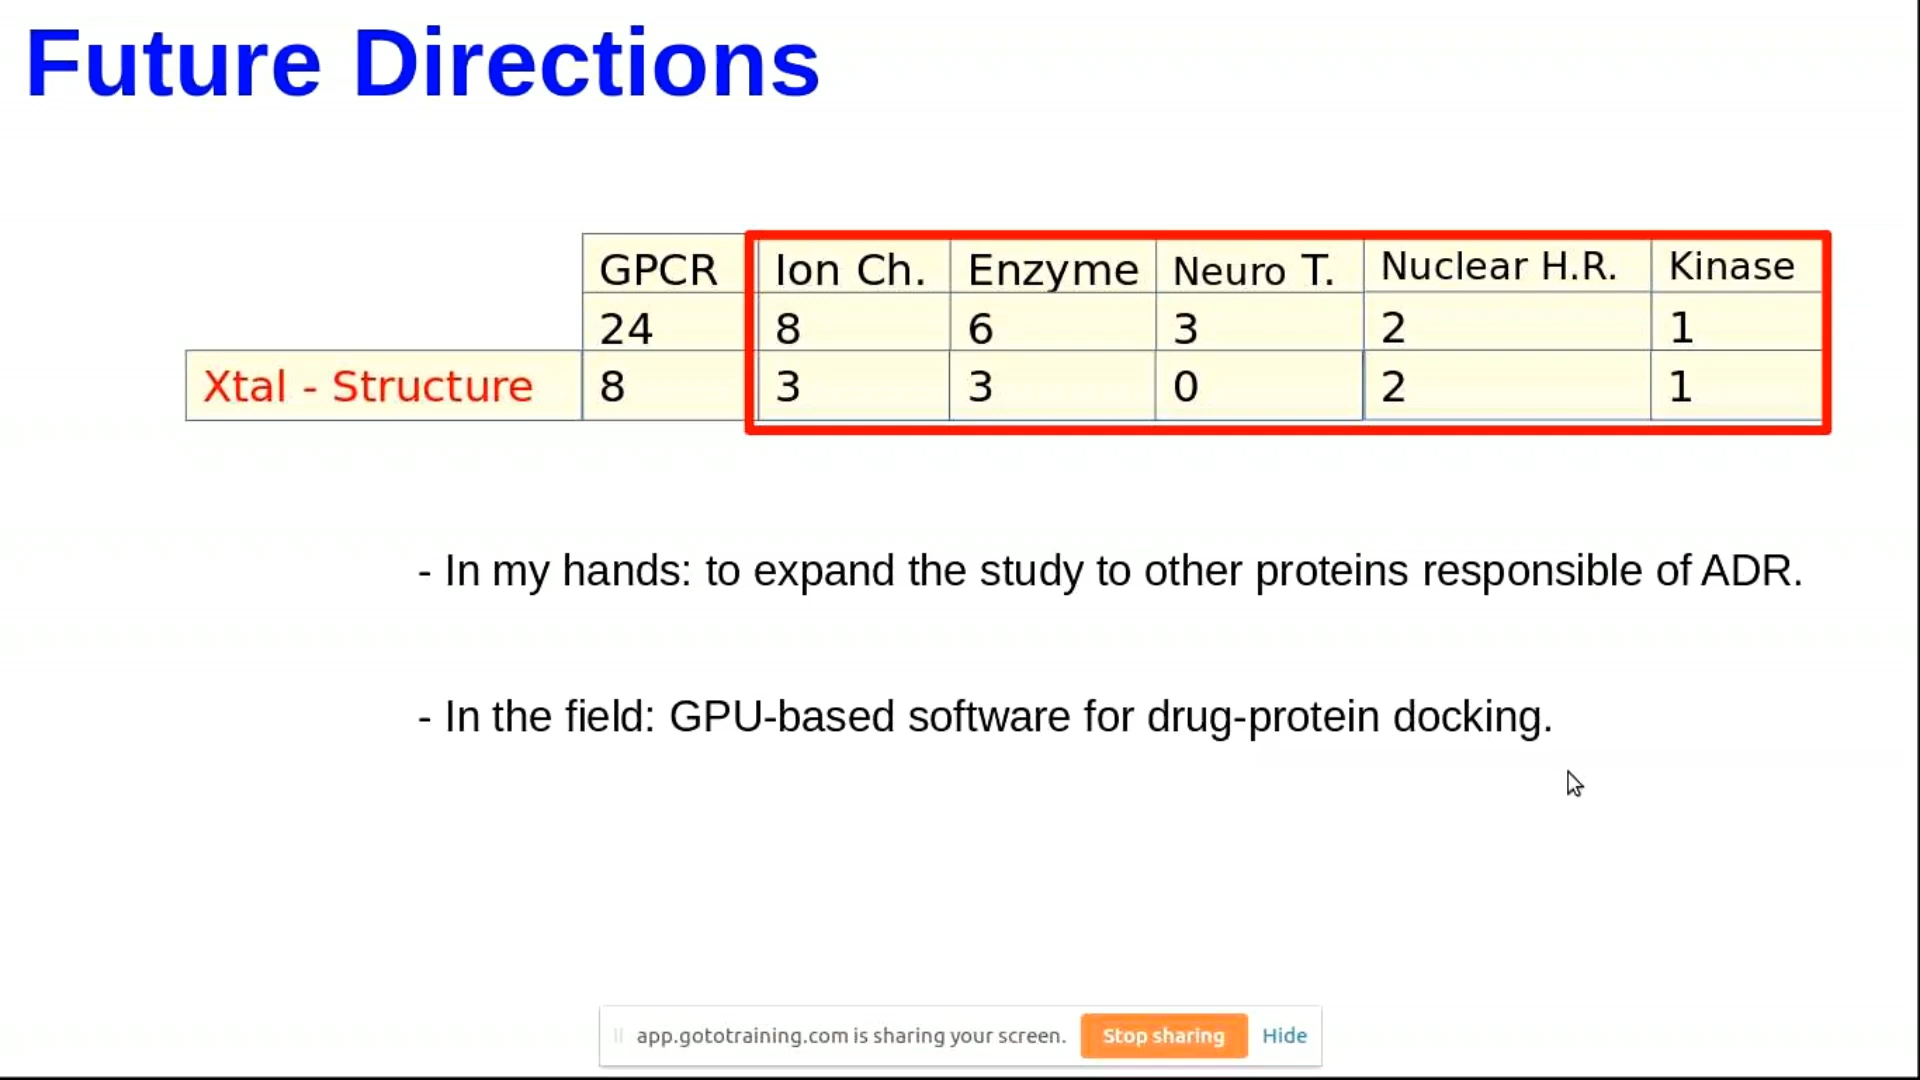 Future Directions
GPCR Ion Ch. Enzyme Neuro T. Nuclear H.R. Kinase
24 8 6 3 2 1
Xtal - Structure 8 3 3 0 2 1
- In my hands: to expand the study to other proteins responsible of ADR.
- In the field: GPU-based software for drug-protein docking.
app.gototraining.com is sharing your screen. Stop sharing Hide